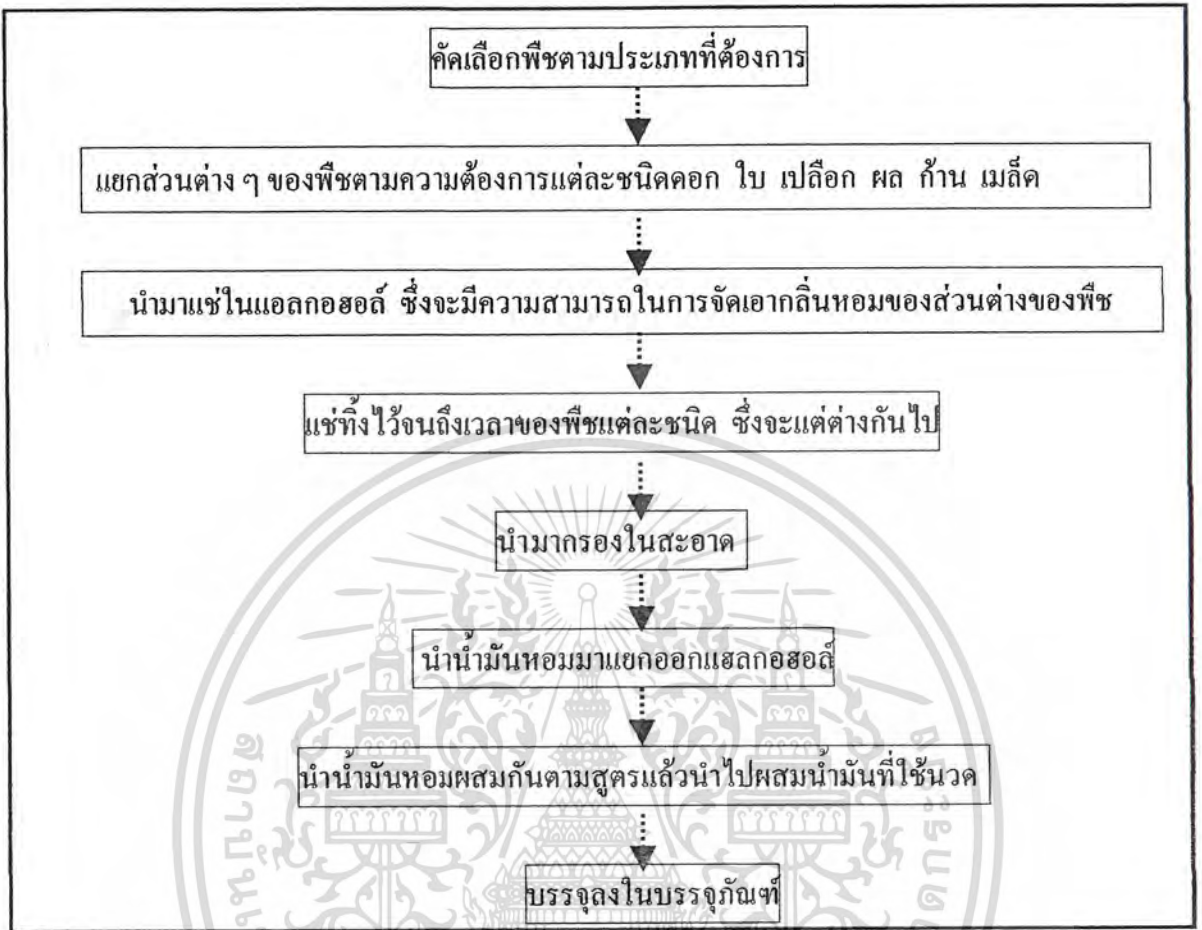 คัดเลือกพืชตามประเภทที่ต้องการ
แยกส่วนต่าง ๆ ของพืชตามความต้องการแต่ละชนิดดอก ใบ เปลือก ผล ก้าน เมล็ด
นำมาแช่ในแอลกอฮอล์ ซึ่งจะมีความสามารถในการจัดเอากลิ่นหอมของส่วนต่างของพืช
แช่ทิ้งไว้จนถึงเวลาของพืชแต่ละชนิด ซึ่งจะแต่ต่างกันไป
นำมากรองในสะอาด
นำน้ำมันหอมมาแยกออกแฮลกอฮอล์
นำน้ำมันหอมผสมกันตามสูตรแล้วนำไปผสมน้ำมันที่ใช้นวด
บรรจุลงในบรรจุภัณฑ์